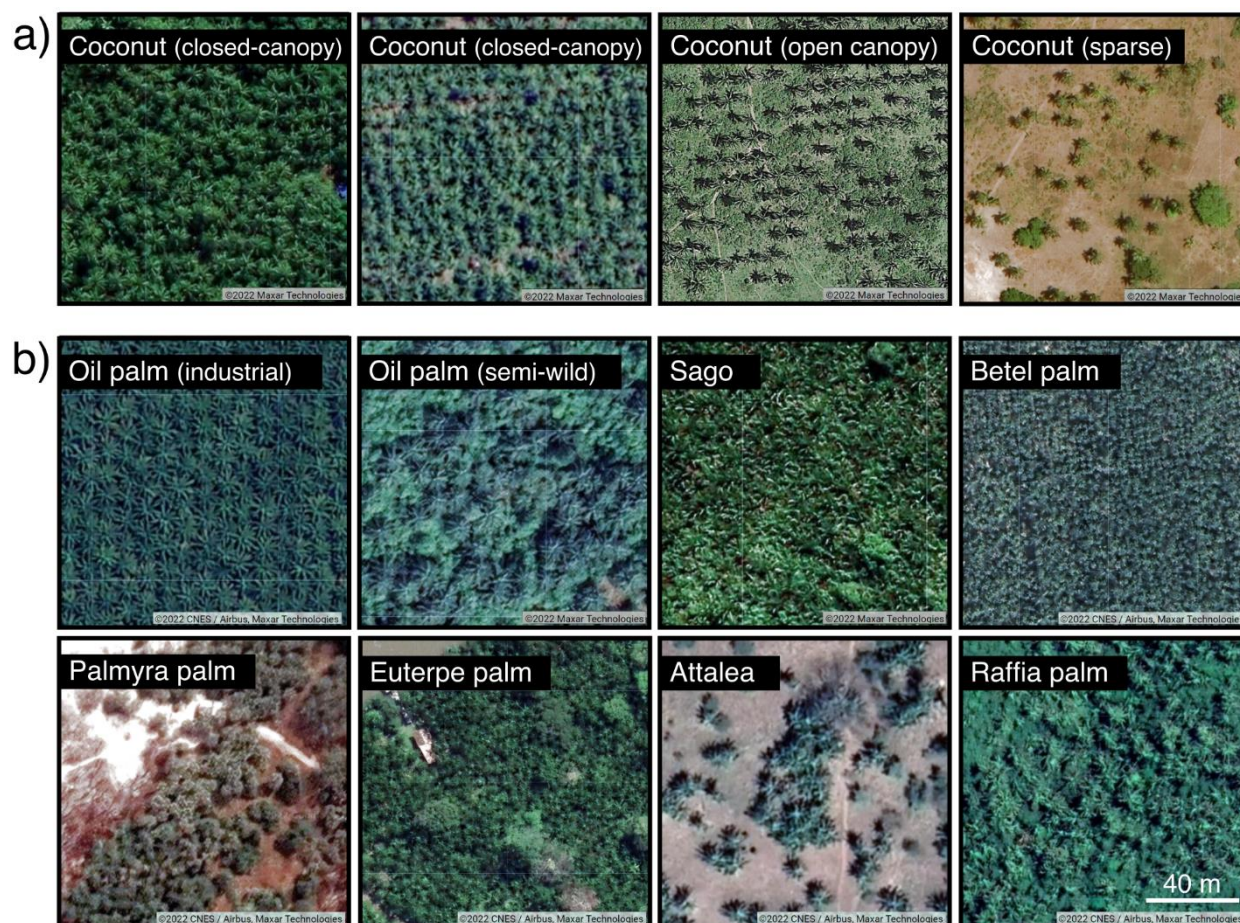 a)
Coconut (closed-canopy)
Coconut (closed-canopy)
Coconut (open canopy)
Coconut (sparse)
©2022 Maxar Technologies
©2022 Maxar Technologies
©2022 Maxar Technologies
©2022 Maxar Technologies
b)
Oil palm (industrial)
Oil palm (semi-wild)
Sago
Betel palm
©2022 CNES / Airbus, Maxar Technologies
©2022 Maxar Technologies
©2022 Maxar Technologies
©2022 CNES / Airbus, Maxar Technologies
Palmyra palm
Euterpe palm
Attalea
Raffia palm
40 m
©2022 CNES / Airbus, Maxar Technologies
©2022 CNES / Airbus, Maxar Technologies
©2022 CNES / Airbus, Maxar Technologies
©2022 CNES / Airbus, Maxar Technologies